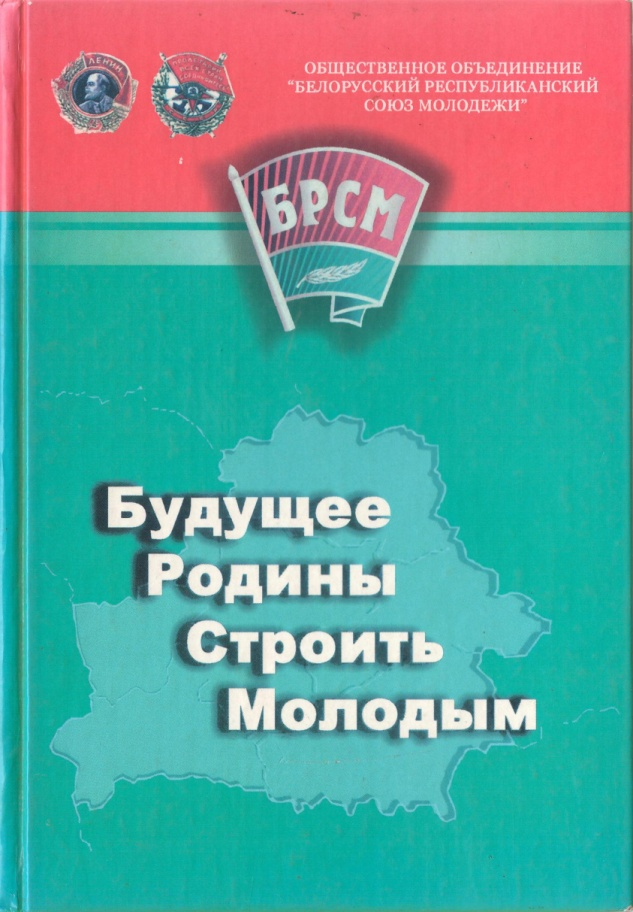 ЛЕНИН
ОБЩЕСТВЕННОЕ ОБЪЕДИНЕНИЕ
"БЕЛОРУССКИЙ РЕСПУБЛИКАНСКИЙ
СОЮЗ МОЛОДЕЖИ"
БРСМ
Будущее
Родины
Строить
Молодым